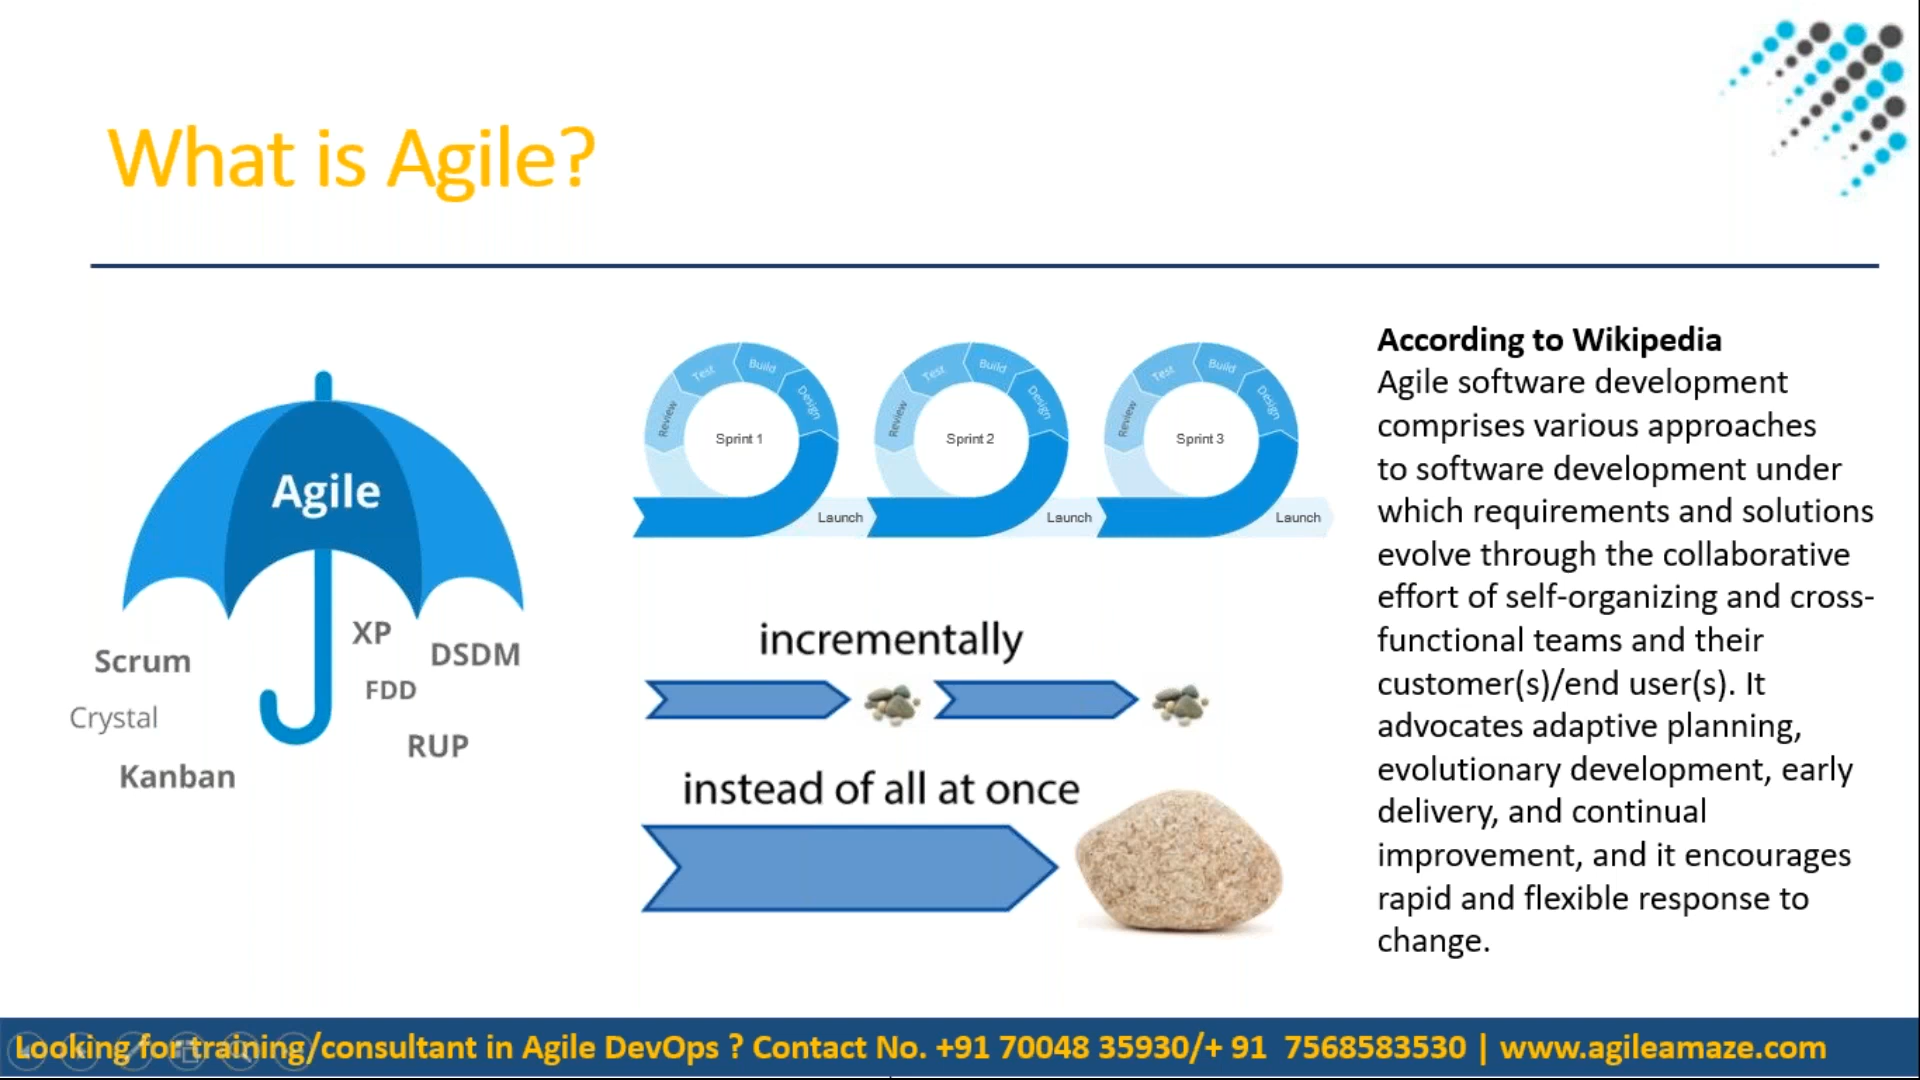 What is Agile?
Agile
XP
DSDM
Scrum
FDD
Crystal
RUP
Kanban
Review
Test
Build
Design
Sprint 1
Launch
Review
Test
Build
Design
Sprint 2
Launch
Review
Test
Build
Design
Sprint 3
Launch
incrementally
instead of all at once
According to Wikipedia
Agile software development
comprises various approaches
to software development under
which requirements and solutions
evolve through the collaborative
effort of self-organizing and cross-
functional teams and their
customer(s)/end user(s). It
advocates adaptive planning,
evolutionary development, early
delivery, and continual
improvement, and it encourages
rapid and flexible response to
change.
Looking for training/consultant in Agile DevOps ? Contact No. +91 70048 35930/+ 91  7568583530 | www.agileamaze.com